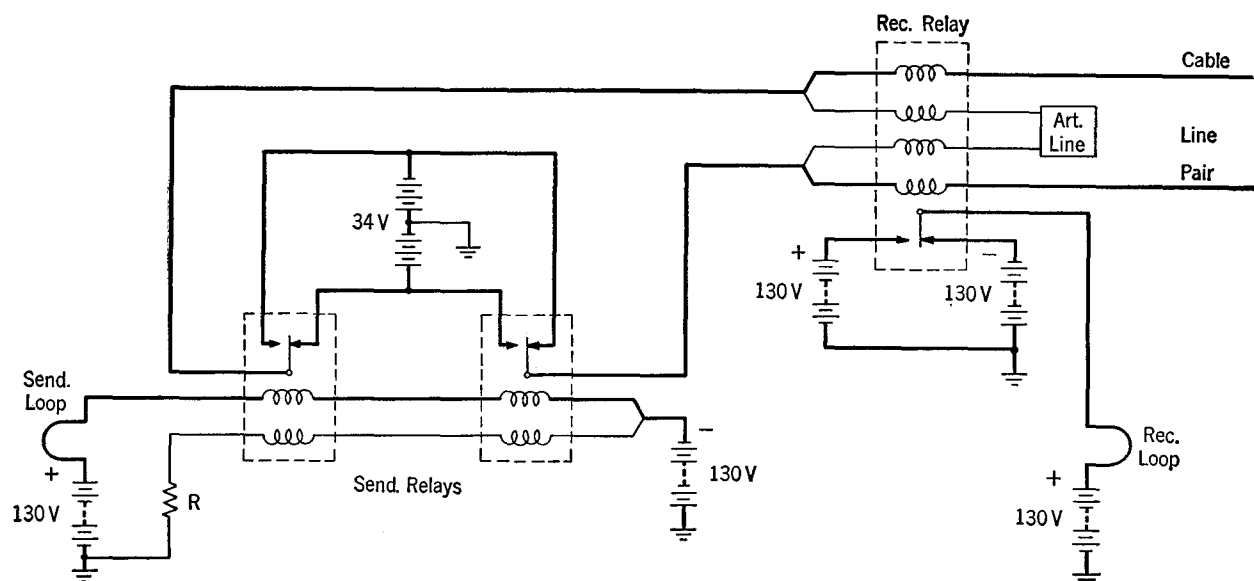 Rec. Relay
Cable
Art.
Line
Line
Pair
34 V
+
130 V
−
130 V
Send.
Loop
+
130 V
R
Send. Relays
−
130 V
Rec.
Loop
+
130 V